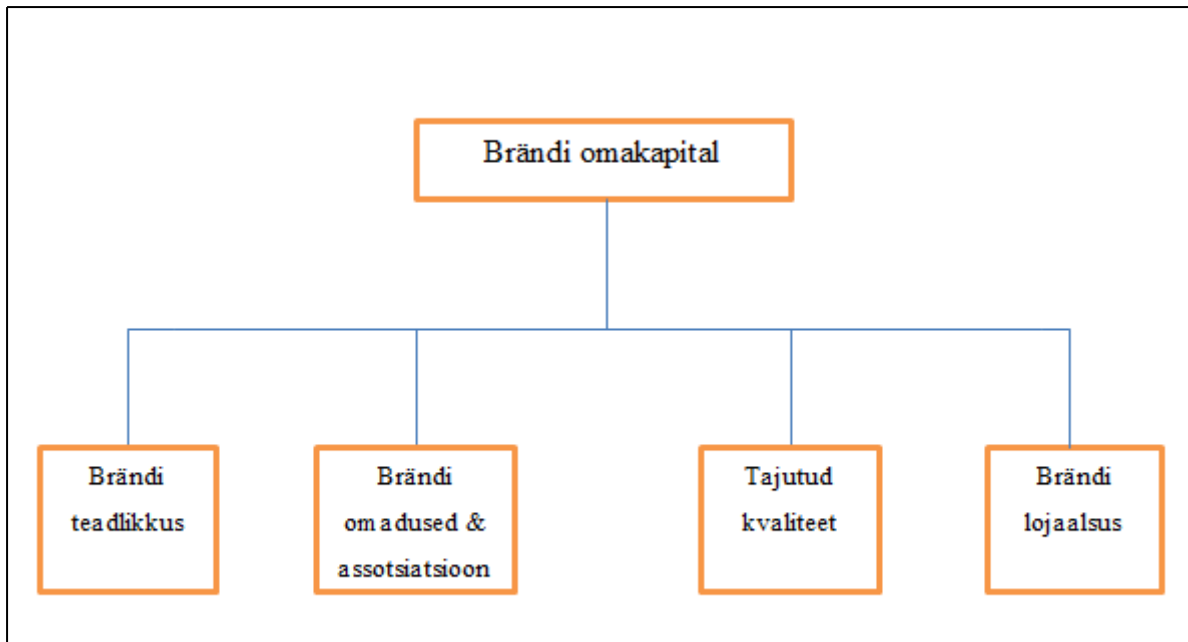 Brändi omakapital
Brändi
teadlikkus
Brändi
omadused &
assotsiatsioon
Tajutud
kvaliteet
Brändi
lojaalsus